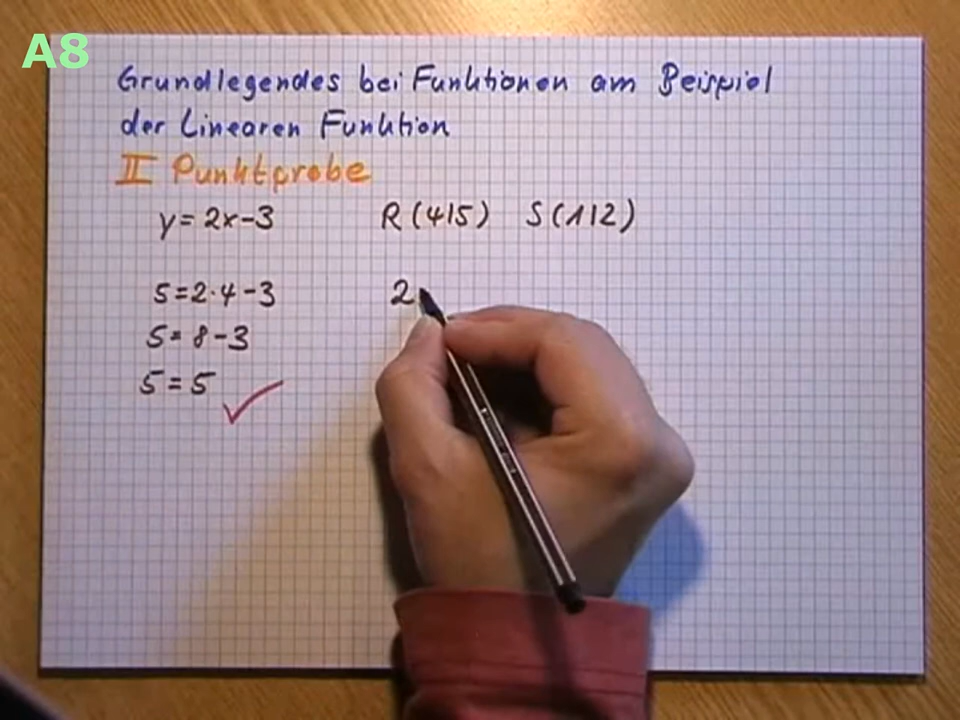 A8
Grundlegendes bei Funktionen am Beispiel
der Linearen Funktion
II Punktprobe
y=2x-3 R(4|5) S(1|2)
5=2·4-3 2
5=8-3
5=5 ✓